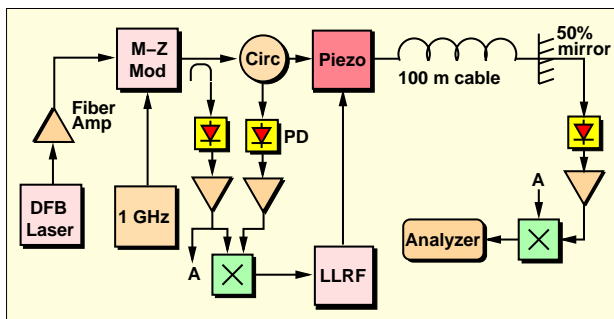 50%
mirror
M–Z
Mod
Circ
Piezo
100 m cable
Fiber
Amp
PD
DFB
Laser
1 GHz
A
A
Analyzer
LLRF